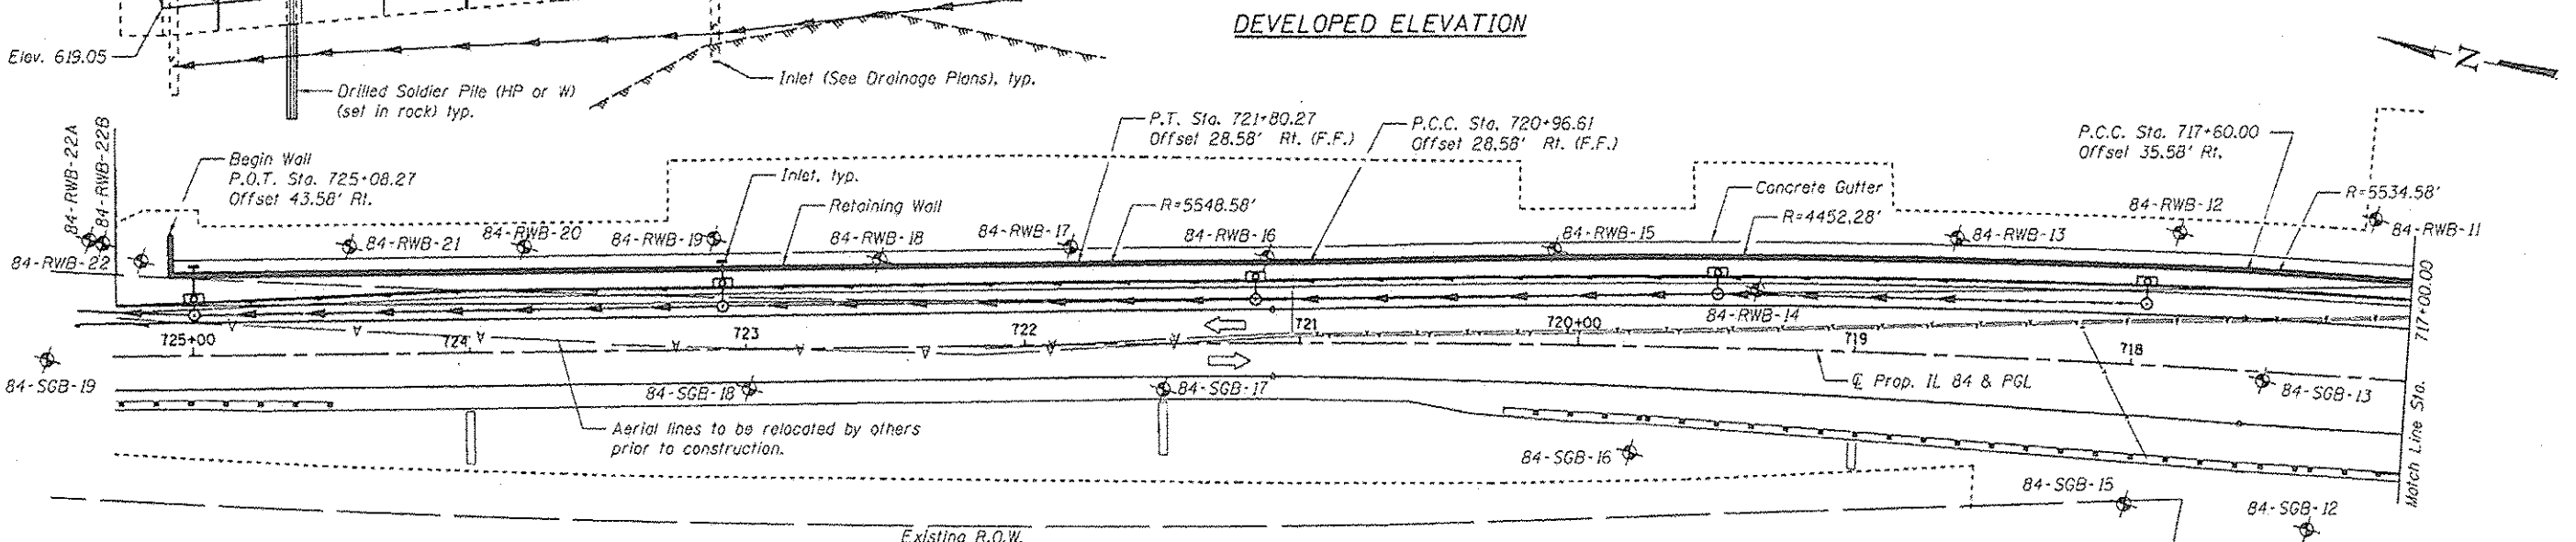 DEVELOPED ELEVATION
Elev. 619.05
Drilled Soldier Pile (HP or W)
(set in rock) typ.
Inlet (See Drainage Plans), typ.
N
84-RWB-22A
84-RWB-22B
Begin Wall
P.O.T. Sta. 725+08.27
Offset 43.58' Rt.
P.T. Sta. 721+80.27
Offset 28.58' Rt. (F.F.)
P.C.C. Sta. 720+96.61
Offset 28.58' Rt. (F.F.)
P.C.C. Sta. 717+60.00
Offset 35.58' Rt.
Inlet, typ.
Retaining Wall
R=5548.58'
Concrete Gutter
R=4452.28'
R=5534.58'
84-RWB-22
84-RWB-21
84-RWB-20
84-RWB-19
84-RWB-18
84-RWB-17
84-RWB-16
84-RWB-15
84-RWB-13
84-RWB-12
84-RWB-11
84-RWB-14
725+00
724
723
722
721
720+00
719
718
Match Line Sta. 717+00.00
℄ Prop. IL 84 & PGL
84-SGB-19
84-SGB-18
84-SGB-17
84-SGB-13
Aerial lines to be relocated by others
prior to construction.
84-SGB-16
84-SGB-15
84-SGB-12
Existing R.O.W.